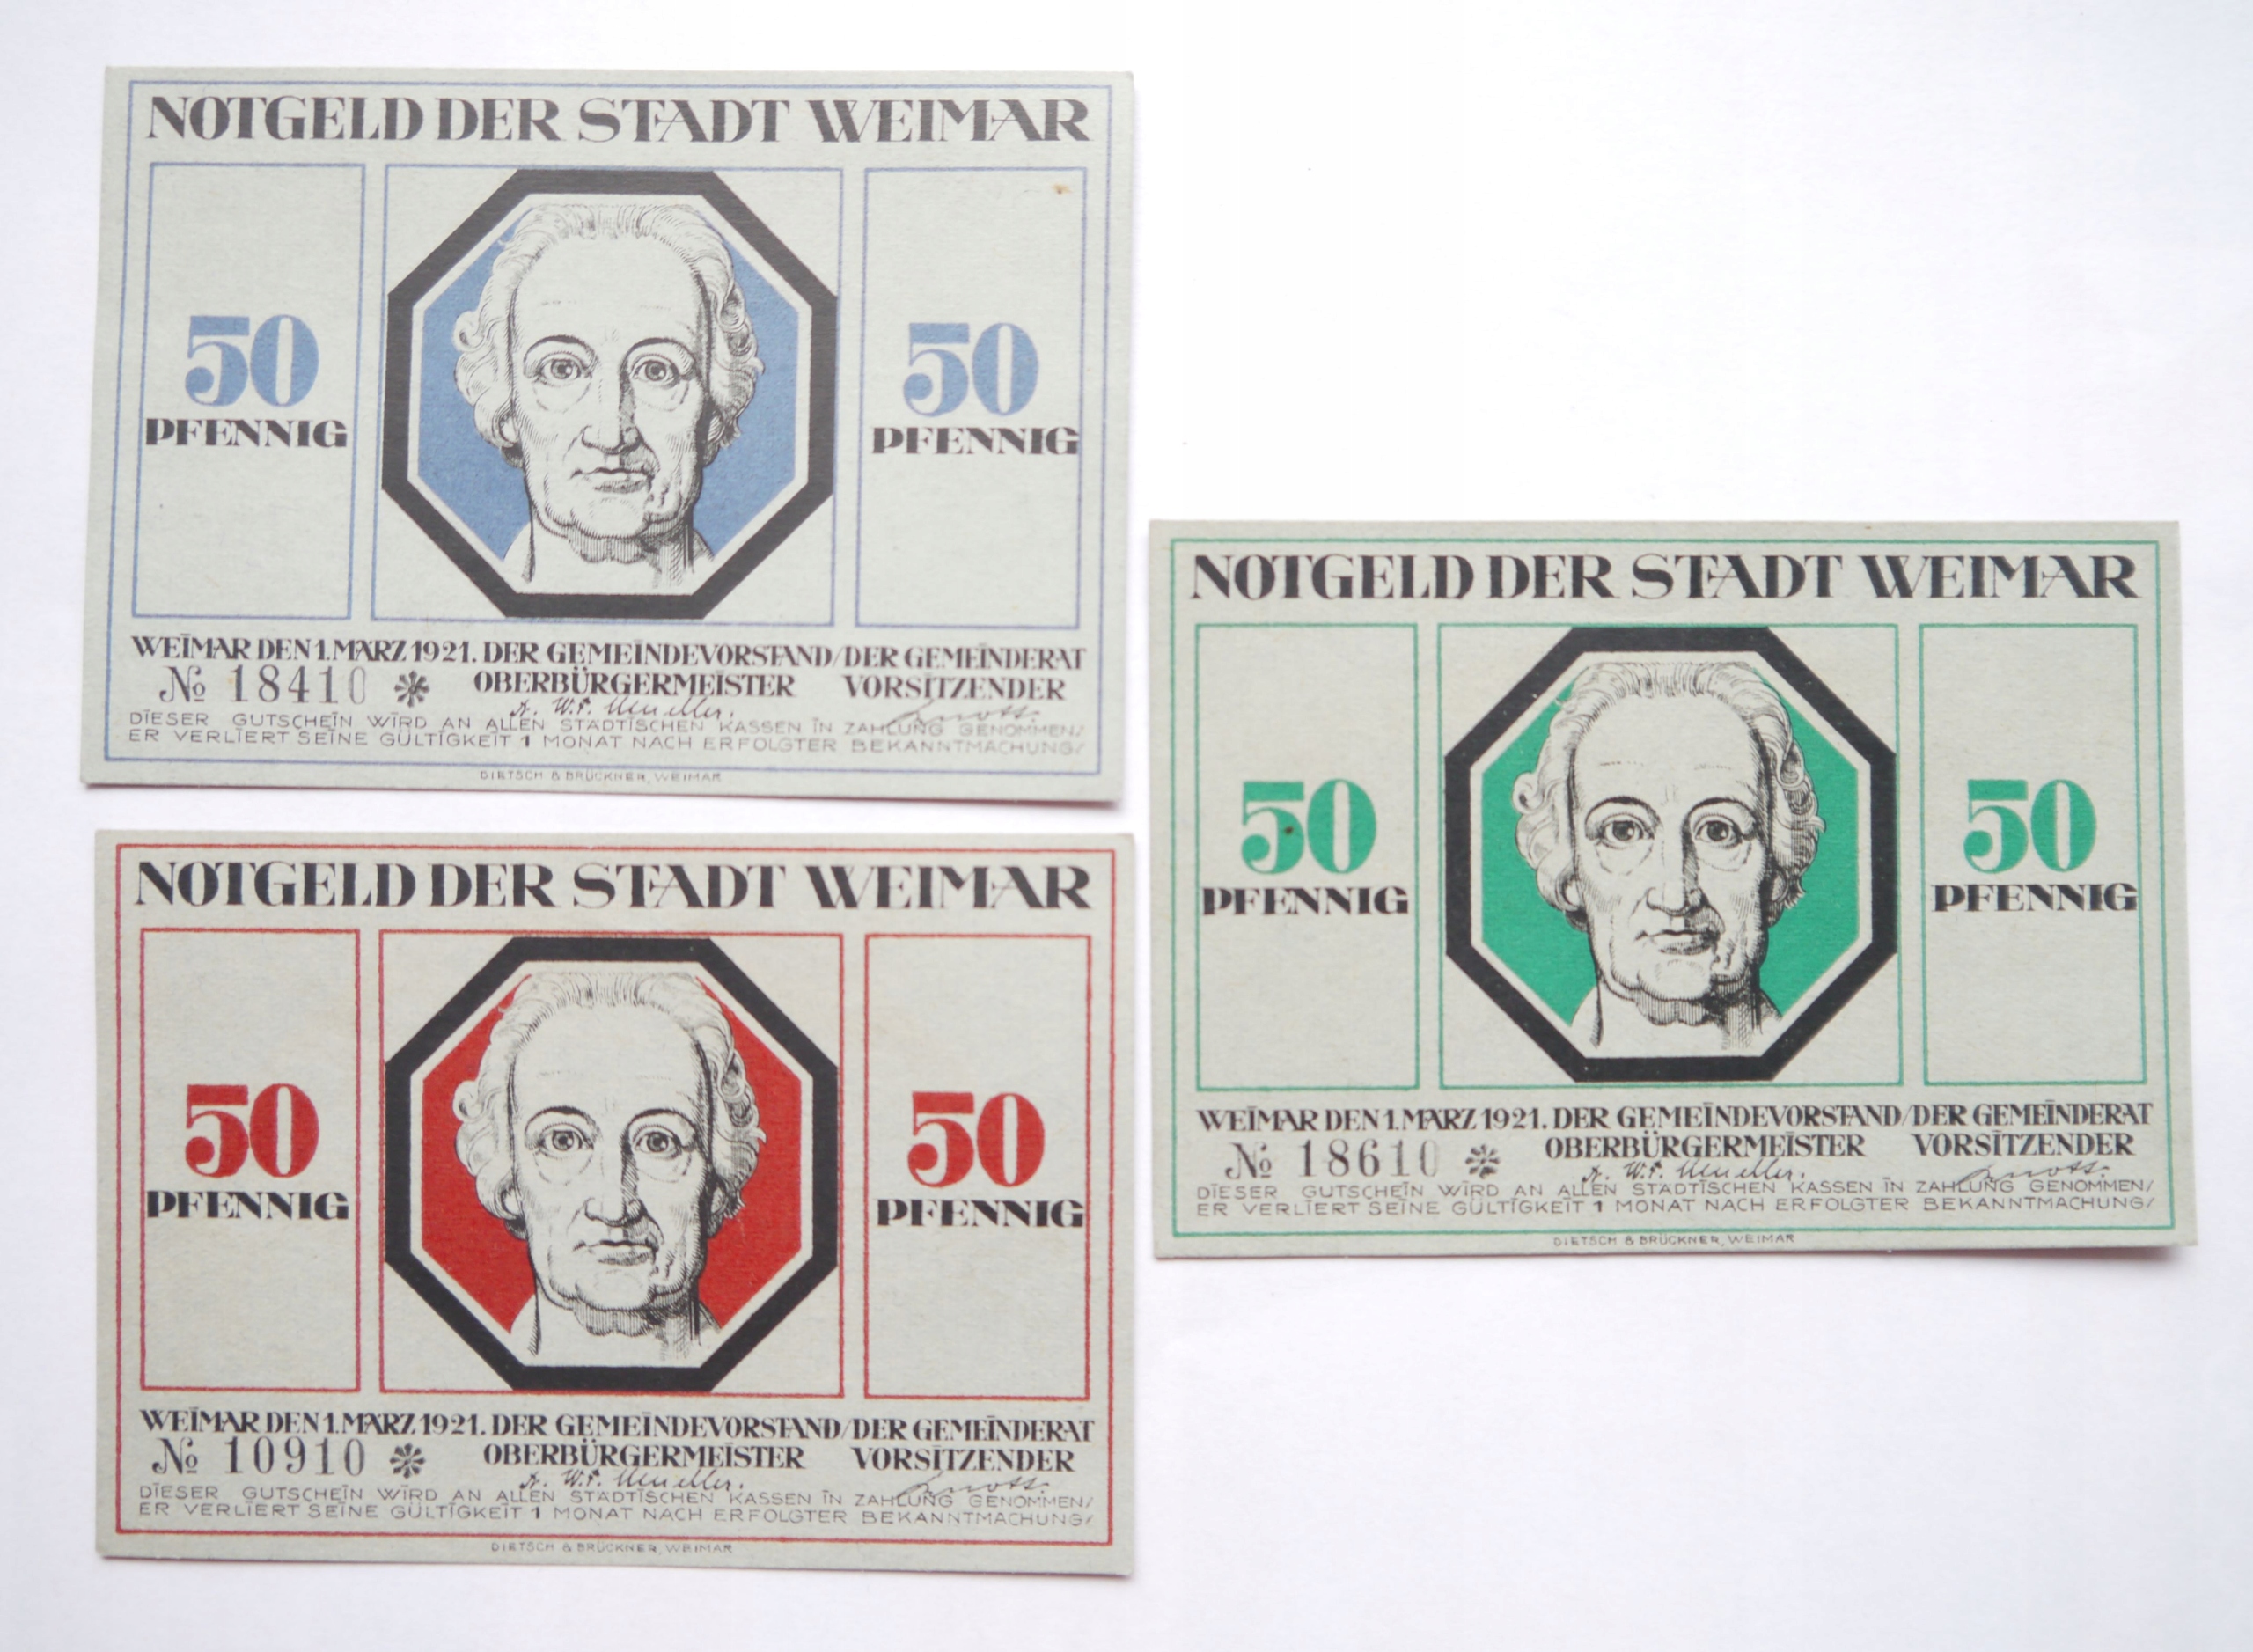 NOTGELD DER STADT WEIMAR
50 50
PFENNIG PFENNIG
WEIMAR DEN 1. MÄRZ 1921. DER GEMEINDEVORSTAND/DER GEMEINDERAT
№ 18410 OBERBÜRGERMEISTER VORSITZENDER
DIESER GUTSCHEIN WIRD AN ALLEN STÄDTISCHEN KASSEN IN ZAHLUNG GENOMMEN/
ER VERLIERT SEINE GÜLTIGKEIT 1 MONAT NACH ERFOLGTER BEKANNTMACHUNG/
DIETSCH & BRÜCKNER, WEIMAR
NOTGELD DER STADT WEIMAR
50 50
PFENNIG PFENNIG
WEIMAR DEN 1. MÄRZ 1921. DER GEMEINDEVORSTAND/DER GEMEINDERAT
№ 18610 OBERBÜRGERMEISTER VORSITZENDER
DIESER GUTSCHEIN WIRD AN ALLEN STÄDTISCHEN KASSEN IN ZAHLUNG GENOMMEN/
ER VERLIERT SEINE GÜLTIGKEIT 1 MONAT NACH ERFOLGTER BEKANNTMACHUNG/
DIETSCH & BRÜCKNER, WEIMAR
NOTGELD DER STADT WEIMAR
50 50
PFENNIG PFENNIG
WEIMAR DEN 1. MÄRZ 1921. DER GEMEINDEVORSTAND/DER GEMEINDERAT
№ 10910 OBERBÜRGERMEISTER VORSITZENDER
DIESER GUTSCHEIN WIRD AN ALLEN STÄDTISCHEN KASSEN IN ZAHLUNG GENOMMEN/
ER VERLIERT SEINE GÜLTIGKEIT 1 MONAT NACH ERFOLGTER BEKANNTMACHUNG/
DIETSCH & BRÜCKNER, WEIMAR